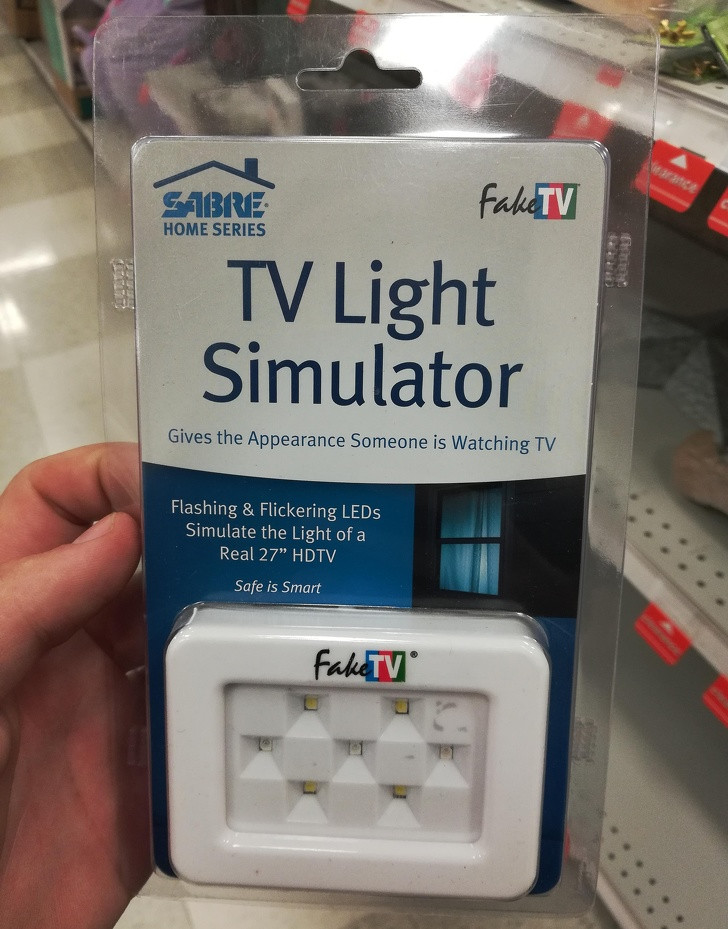 SABRE
HOME SERIES
FakeTV
TV Light
Simulator
Gives the Appearance Someone is Watching TV
Flashing & Flickering LEDs
Simulate the Light of a
Real 27” HDTV
Safe is Smart
FakeTV®
clearance